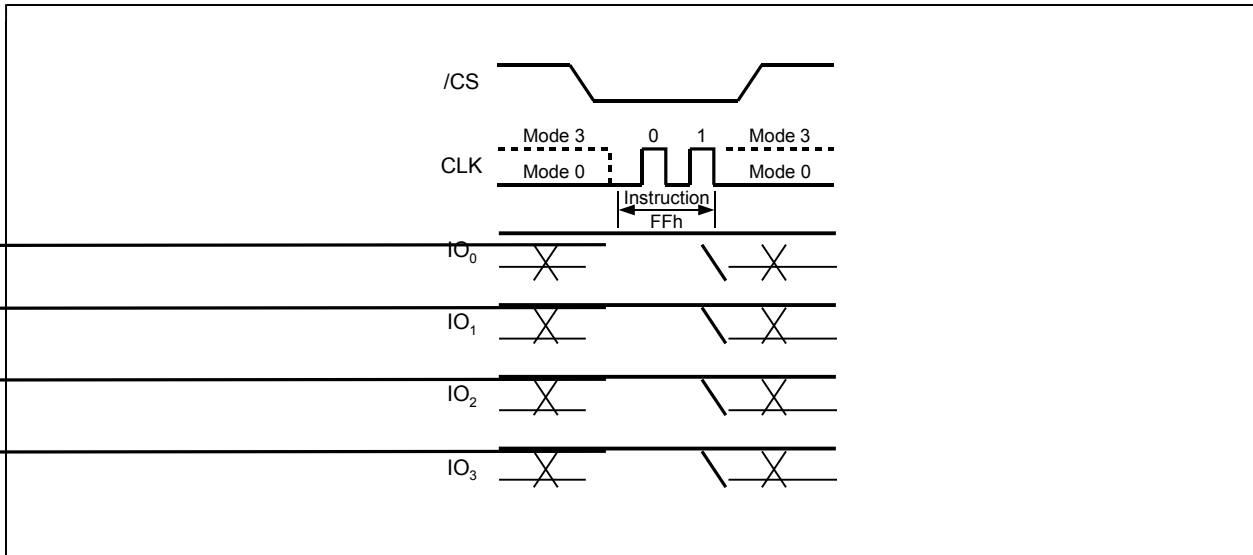 /CS
Mode 3 0 1 Mode 3
CLK
Mode 0 Mode 0
Instruction
FFh
IO0
IO1
IO2
IO3